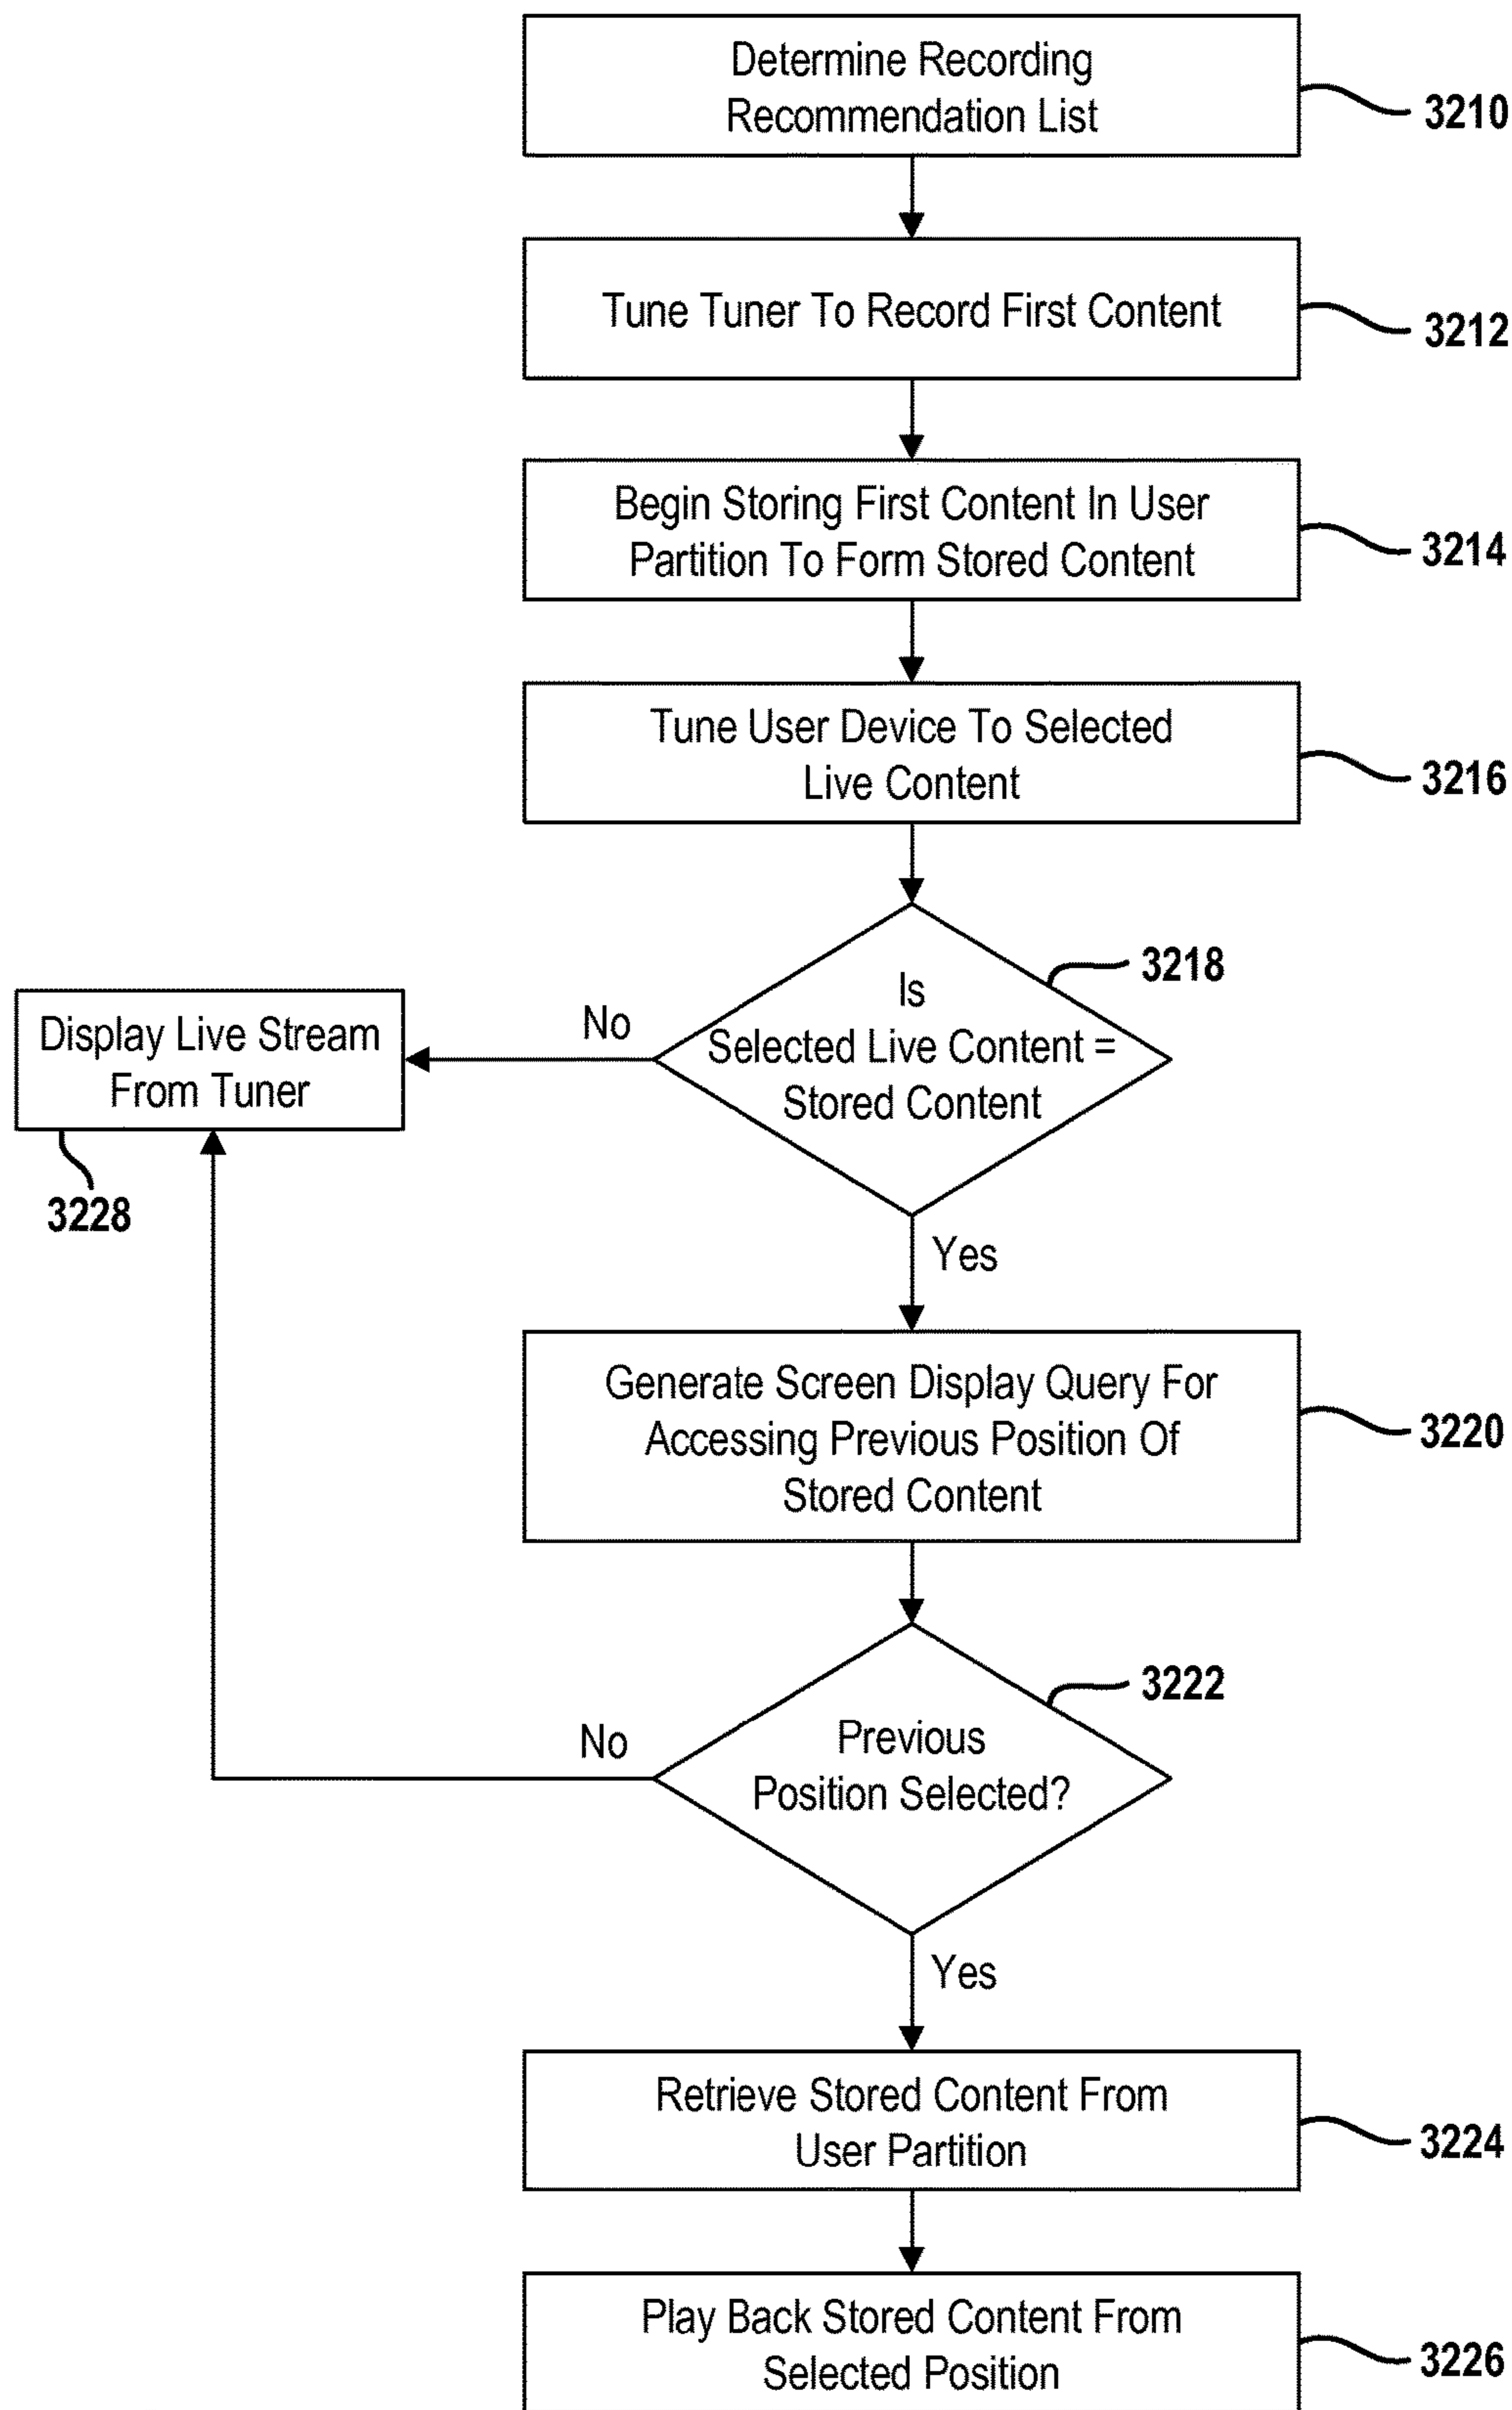 Determine Recording
Recommendation List
3210
Tune Tuner To Record First Content
3212
Begin Storing First Content In User
Partition To Form Stored Content
3214
Tune User Device To Selected
Live Content
3216
Is
Selected Live Content =
Stored Content
3218
No
Display Live Stream
From Tuner
3228
Yes
Generate Screen Display Query For
Accessing Previous Position Of
Stored Content
3220
Previous
Position Selected?
3222
No
Yes
Retrieve Stored Content From
User Partition
3224
Play Back Stored Content From
Selected Position
3226